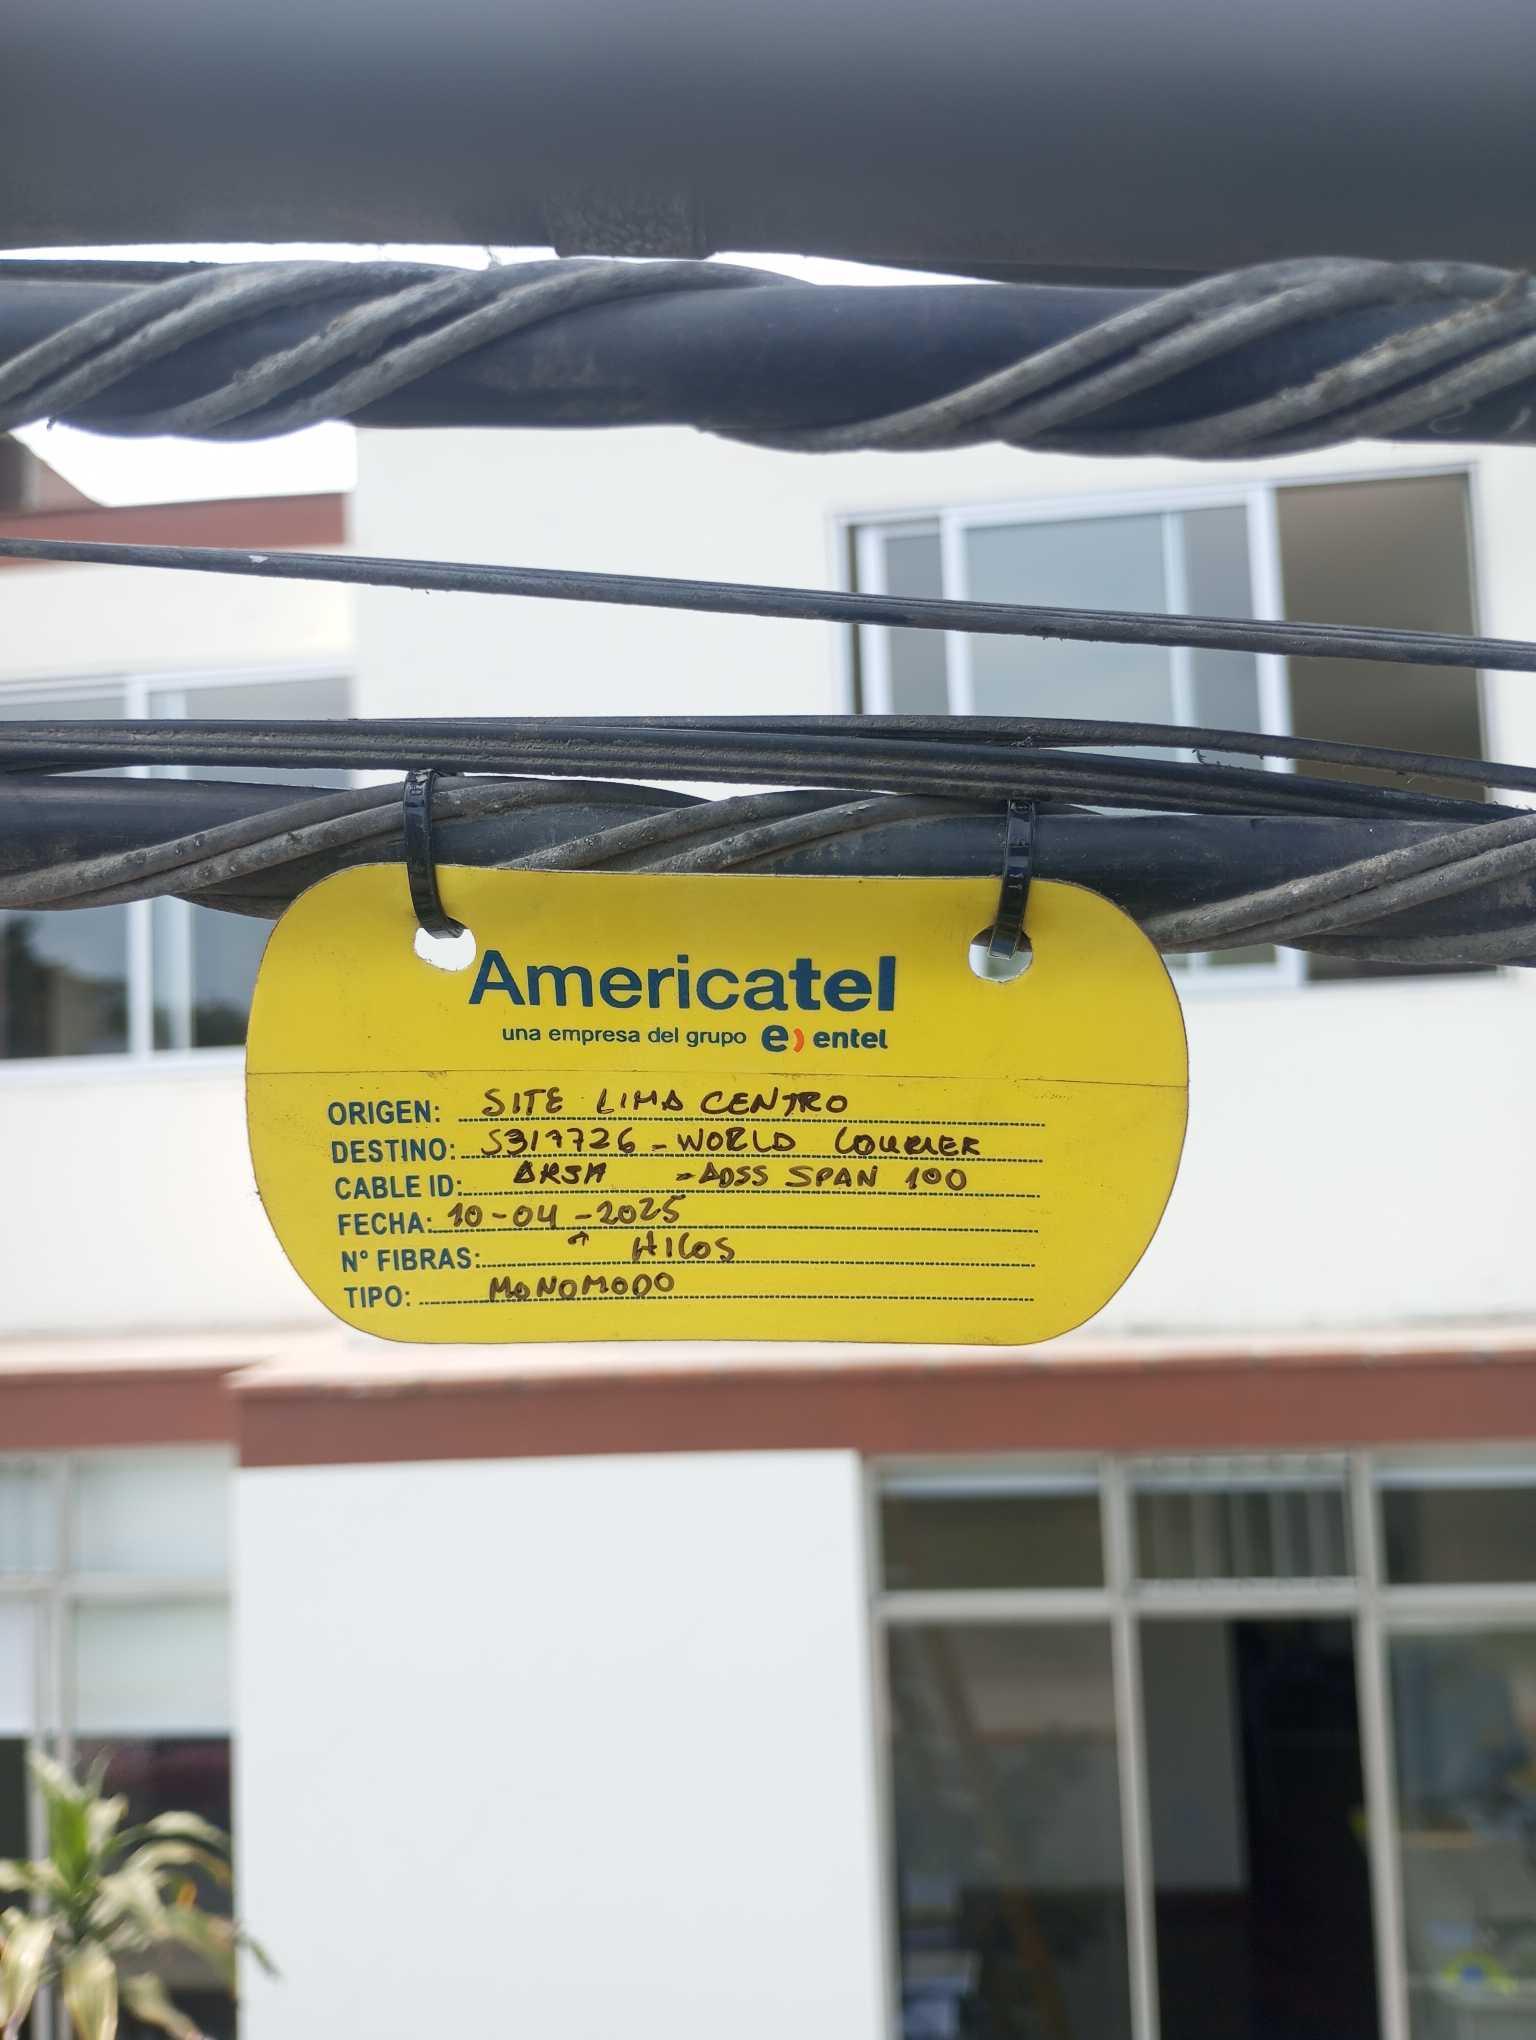 Americatel
una empresa del grupo e) entel
ORIGEN: SITE LIMA CENTRO
DESTINO: S317726 - WORLD COURIER
CABLE ID: - ADSS SPAN 100
FECHA: 10-04-2025
N° FIBRAS: HILOS
TIPO: MONOMODO